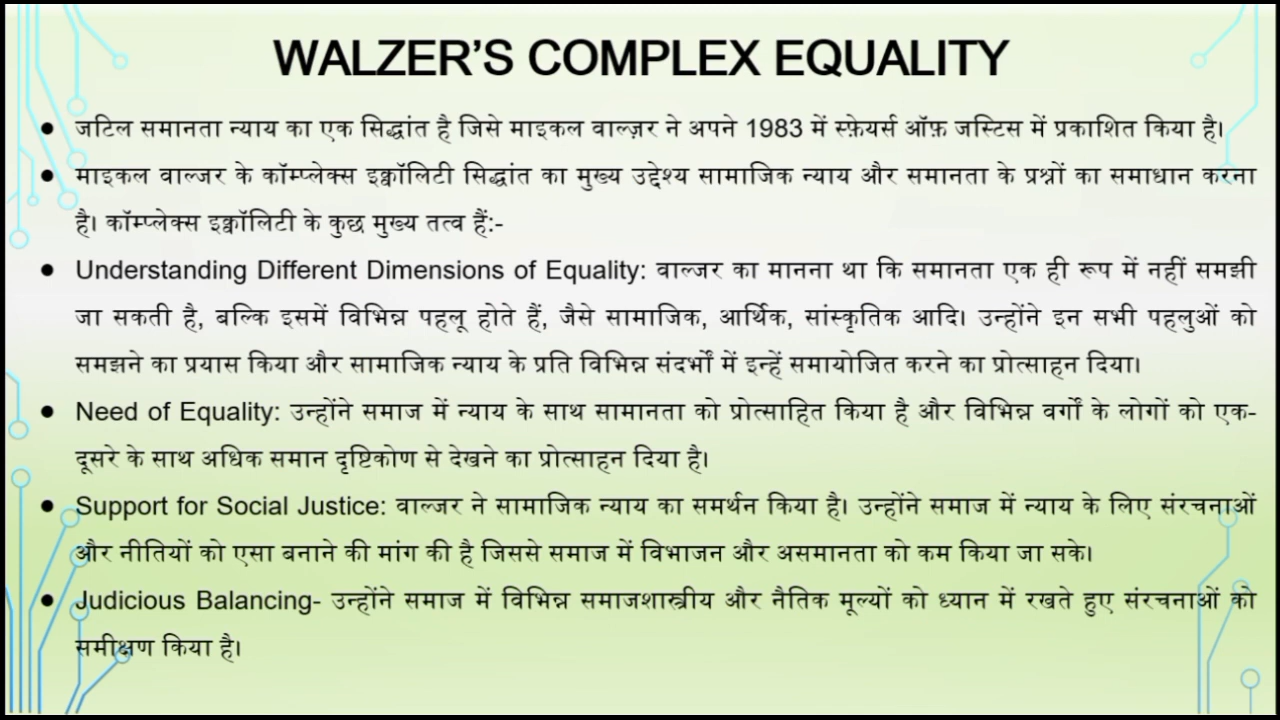 WALZER’S COMPLEX EQUALITY
● जटिल समानता न्याय का एक सिद्धांत है जिसे माइकल वाल्ज़र ने अपने 1983 में स्फ़ेयर्स ऑफ़ जस्टिस में प्रकाशित किया है।
● माइकल वाल्जर के कॉम्प्लेक्स इक्वॉलिटी सिद्धांत का मुख्य उद्देश्य सामाजिक न्याय और समानता के प्रश्नों का समाधान करना
है। कॉम्प्लेक्स इक्वॉलिटी के कुछ मुख्य तत्व हैं:-
● Understanding Different Dimensions of Equality: वाल्जर का मानना था कि समानता एक ही रूप में नहीं समझी
जा सकती है, बल्कि इसमें विभिन्न पहलू होते हैं, जैसे सामाजिक, आर्थिक, सांस्कृतिक आदि। उन्होंने इन सभी पहलुओं को
समझने का प्रयास किया और सामाजिक न्याय के प्रति विभिन्न संदर्भों में इन्हें समायोजित करने का प्रोत्साहन दिया।
● Need of Equality: उन्होंने समाज में न्याय के साथ सामानता को प्रोत्साहित किया है और विभिन्न वर्गों के लोगों को एक-
दूसरे के साथ अधिक समान दृष्टिकोण से देखने का प्रोत्साहन दिया है।
● Support for Social Justice: वाल्जर ने सामाजिक न्याय का समर्थन किया है। उन्होंने समाज में न्याय के लिए संरचनाओं
और नीतियों को एसा बनाने की मांग की है जिससे समाज में विभाजन और असमानता को कम किया जा सके।
● Judicious Balancing- उन्होंने समाज में विभिन्न समाजशास्त्रीय और नैतिक मूल्यों को ध्यान में रखते हुए संरचनाओं को
समीक्षण किया है।